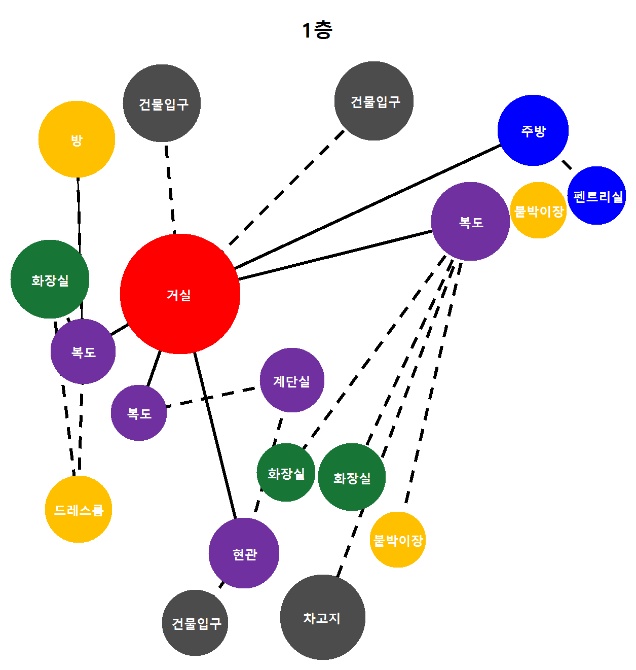 1층
건물입구
건물입구
방
주방
펜트리실
붙박이장
복도
화장실
거실
복도
계단실
복도
화장실
화장실
드레스룸
붙박이장
현관
건물입구
차고지